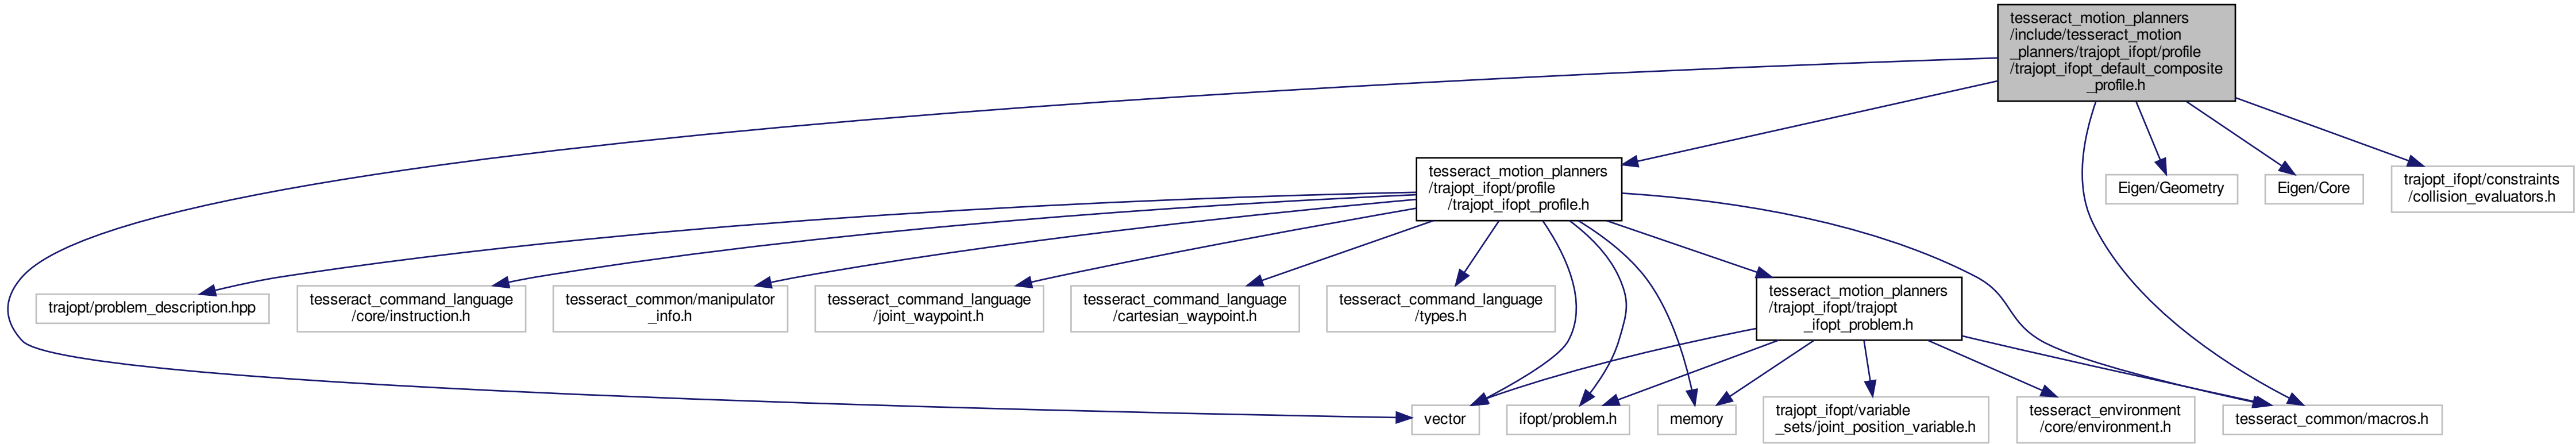 tesseract_motion_planners
/include/tesseract_motion
_planners/trajopt_ifopt/profile
/trajopt_ifopt_default_composite
_profile.h
tesseract_motion_planners
/trajopt_ifopt/profile
/trajopt_ifopt_profile.h
Eigen/Geometry
Eigen/Core
trajopt_ifopt/constraints
/collision_evaluators.h
trajopt/problem_description.hpp
tesseract_command_language
/core/instruction.h
tesseract_common/manipulator
_info.h
tesseract_command_language
/joint_waypoint.h
tesseract_command_language
/cartesian_waypoint.h
tesseract_command_language
/types.h
tesseract_motion_planners
/trajopt_ifopt/trajopt
_ifopt_problem.h
vector
ifopt/problem.h
memory
trajopt_ifopt/variable
_sets/joint_position_variable.h
tesseract_environment
/core/environment.h
tesseract_common/macros.h